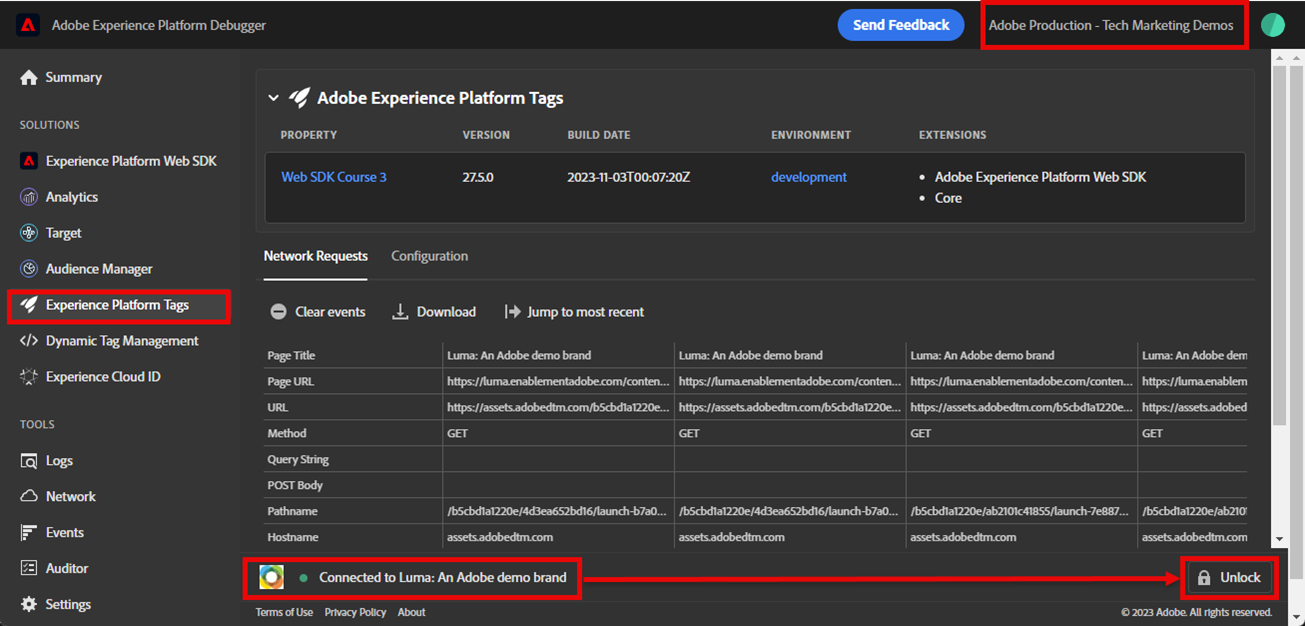 Adobe Experience Platform Debugger
Send Feedback
Adobe Production - Tech Marketing Demos
Summary
SOLUTIONS
Experience Platform Web SDK
Analytics
Target
Audience Manager
Experience Platform Tags
Dynamic Tag Management
Experience Cloud ID
TOOLS
Logs
Network
Events
Auditor
Settings
Adobe Experience Platform Tags
PROPERTY VERSION BUILD DATE ENVIRONMENT EXTENSIONS
Web SDK Course 3 27.5.0 2023-11-03T00:07:20Z development • Adobe Experience Platform Web SDK
• Core
Network Requests Configuration
Clear events Download Jump to most recent
Page Title Luma: An Adobe demo brand Luma: An Adobe demo brand Luma: An Adobe demo brand Luma: An Adobe dem
Page URL https://luma.enablementadobe.com/conten... https://luma.enablementadobe.com/conten... https://luma.enablementadobe.com/conten... https://luma.enablem
URL https://assets.adobedtm.com/b5cbd1a1220e... https://assets.adobedtm.com/b5cbd1a1220e... https://assets.adobedtm.com/b5cbd1a1220e... https://assets.adobed
Method GET GET GET GET
Query String
POST Body
Pathname /b5cbd1a1220e/4d3ea652bd16/launch-b7a0... /b5cbd1a1220e/4d3ea652bd16/launch-b7a0... /b5cbd1a1220e/ab2101c41855/launch-7e887... /b5cbd1a1220e/ab2101
Hostname assets.adobedtm.com assets.adobedtm.com assets.adobedtm.com assets.adobedtm.com
Connected to Luma: An Adobe demo brand Unlock
Terms of Use Privacy Policy About © 2023 Adobe. All rights reserved.